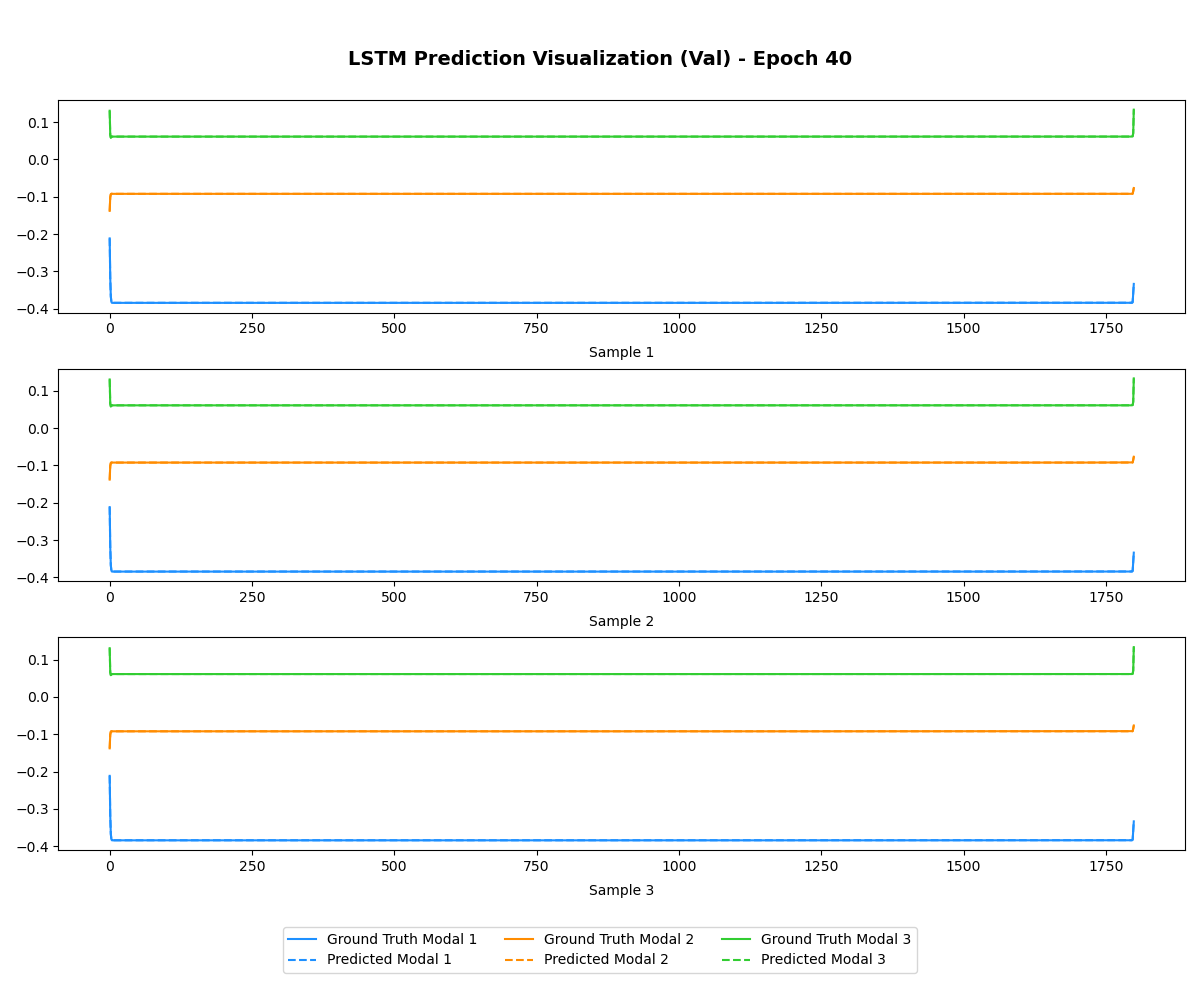 LSTM Prediction Visualization (Val) - Epoch 40
0.1
0.0
−0.1
−0.2
−0.3
−0.4
0 250 500 750 1000 1250 1500 1750
Sample 1
0.1
0.0
−0.1
−0.2
−0.3
−0.4
0 250 500 750 1000 1250 1500 1750
Sample 2
0.1
0.0
−0.1
−0.2
−0.3
−0.4
0 250 500 750 1000 1250 1500 1750
Sample 3
Ground Truth Modal 1 Ground Truth Modal 2 Ground Truth Modal 3
Predicted Modal 1 Predicted Modal 2 Predicted Modal 3